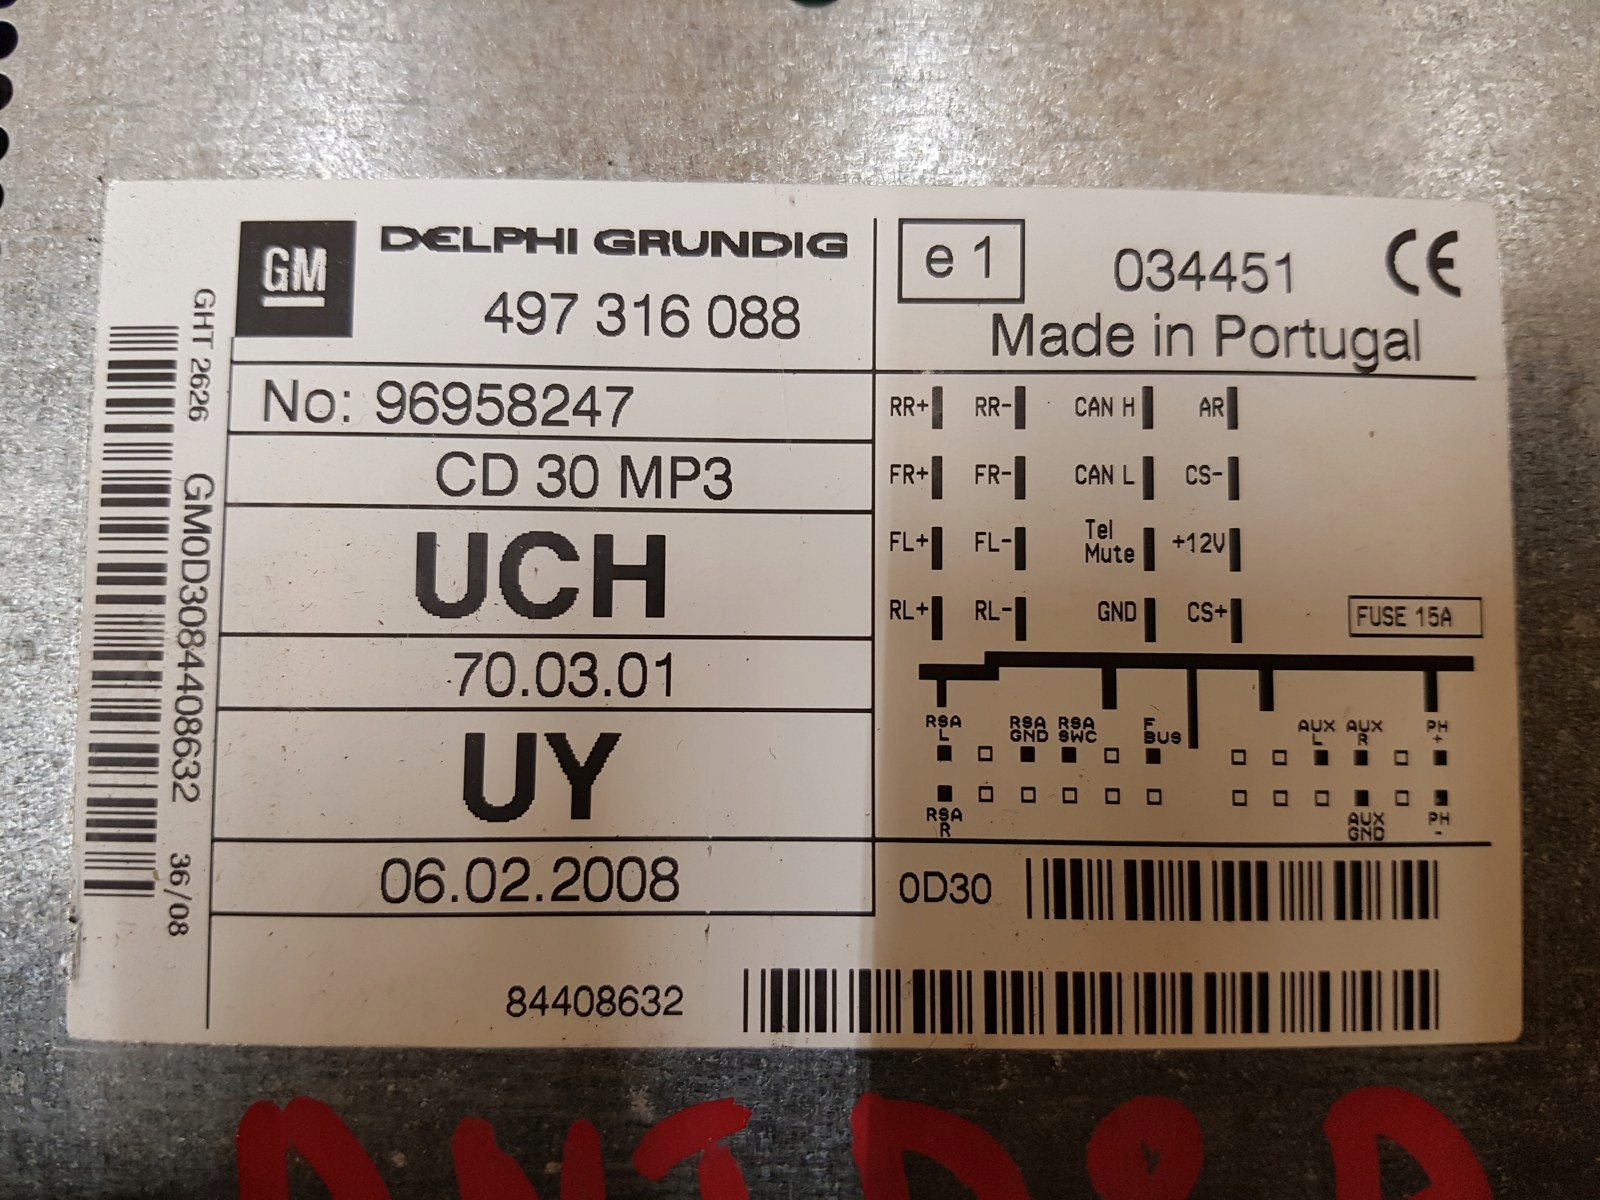 GM
DELPHI GRUNDIG
497 316 088
No: 96958247
CD 30 MP3
UCH
70.03.01
UY
06.02.2008
84408632
GHT 2626 GM0D3084408632 36/08
e1 034451 CE
Made in Portugal
RR+ RR- CAN H AR
FR+ FR- CAN L CS-
FL+ FL- Tel Mute +12V
RL+ RL- GND CS+
FUSE 15A
RSA L RSA GND RSA SWC F BUS AUX L AUX R PH +
RSA R AUX GND PH -
0D30